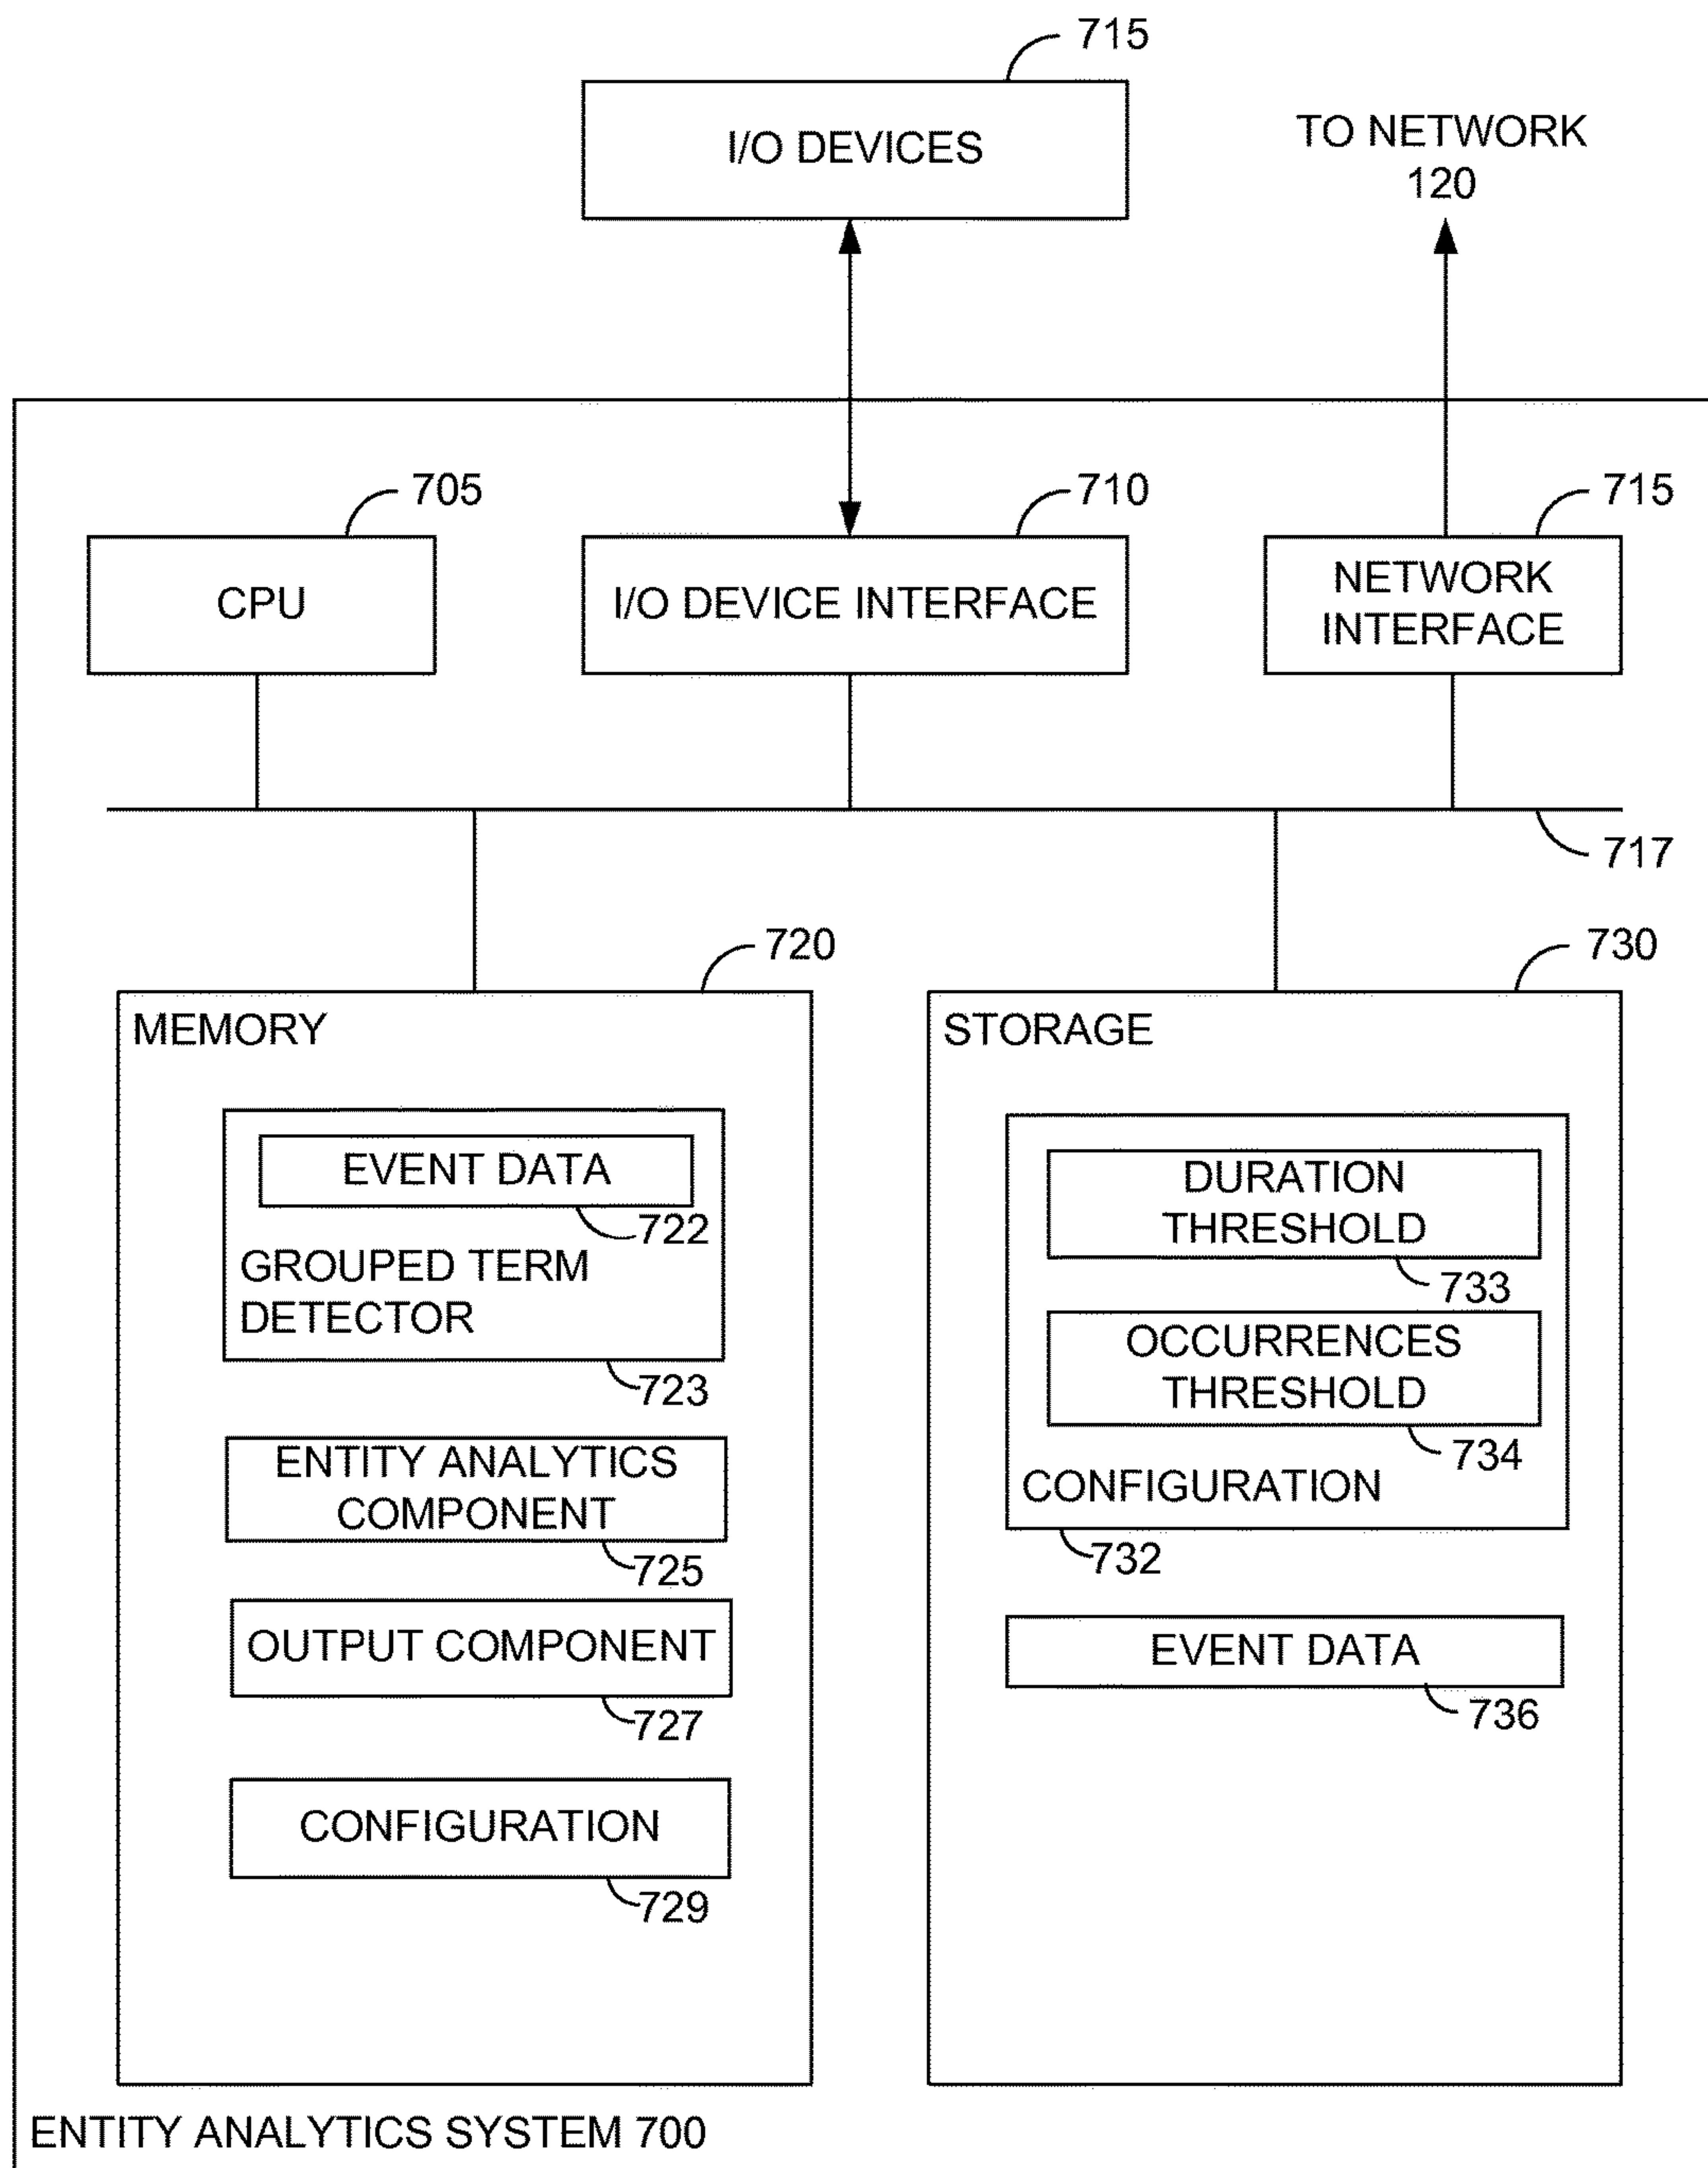 715
I/O DEVICES
TO NETWORK
120
705
710
715
CPU
I/O DEVICE INTERFACE
NETWORK
INTERFACE
717
720
730
MEMORY
EVENT DATA
722
GROUPED TERM
DETECTOR
723
ENTITY ANALYTICS
COMPONENT
725
OUTPUT COMPONENT
727
CONFIGURATION
729
STORAGE
DURATION
THRESHOLD
733
OCCURRENCES
THRESHOLD
734
CONFIGURATION
732
EVENT DATA
736
ENTITY ANALYTICS SYSTEM 700